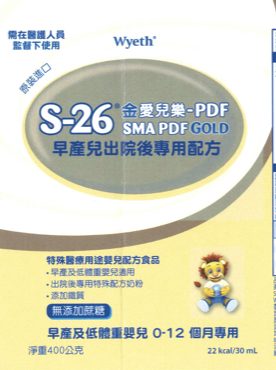 需在醫護人員
監督下使用
Wyeth®
原裝進口
S-26® 金愛兒樂-PDF
SMA PDF GOLD
早產兒出院後專用配方
特殊醫療用途嬰兒配方食品
•早產及低體重嬰兒適用
•出院後專用特殊配方奶粉
•添加鐵質
無添加蔗糖
早產及低體重嬰兒 0-12 個月專用
淨重400公克
22 kcal/30 mL